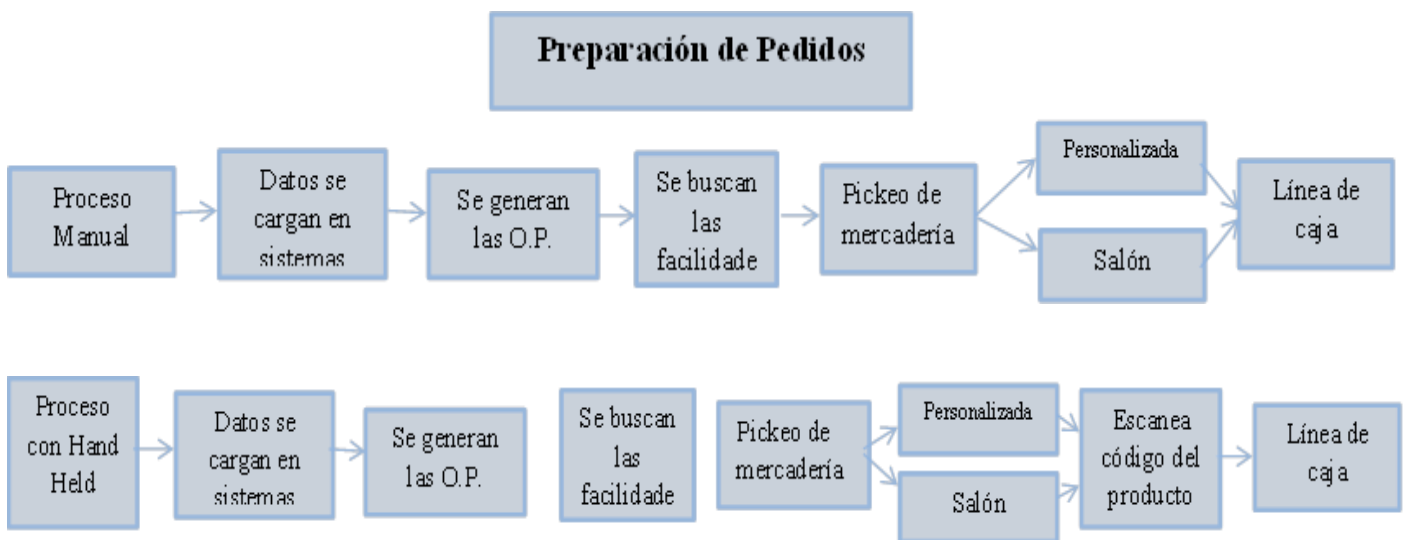 Preparación de Pedidos
Proceso
Manual
Datos se
cargan en
sistemas
Se generan
las O.P.
Se buscan
las
facilidade
Pickeo de
mercadería
Personalizada
Salón
Línea de
caja
Proceso
con Hand
Held
Datos se
cargan en
sistemas
Se generan
las O.P.
Se buscan
las
facilidade
Pickeo de
mercadería
Personalizada
Salón
Escanea
código del
producto
Línea de
caja